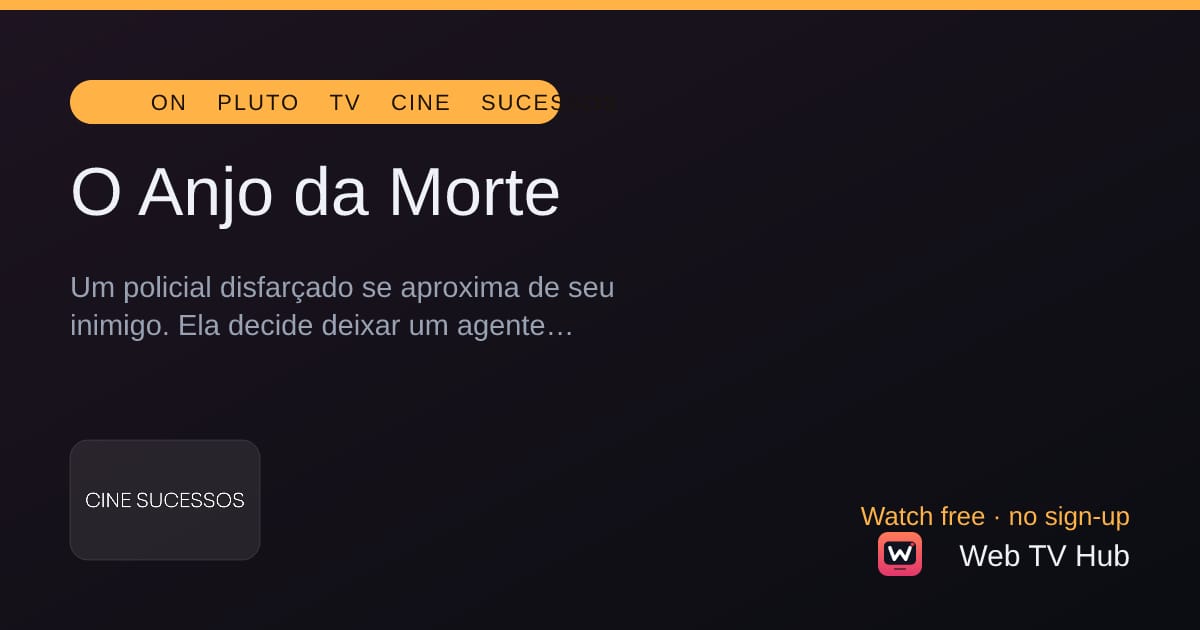 ON PLUTO TV CINE SUCES
O Anjo da Morte
Um policial disfarçado se aproxima de seu
inimigo. Ela decide deixar um agente…
CINE SUCESSOS
Watch free · no sign-up
W Web TV Hub